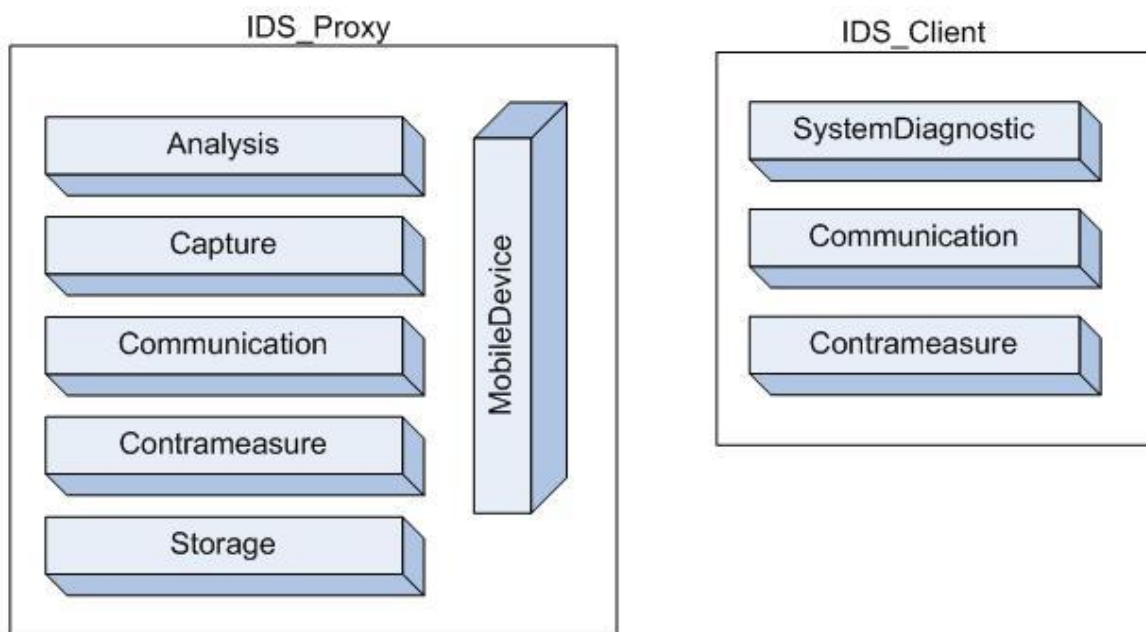 IDS_Proxy
Analysis
Capture
Communication
Contrameasure
Storage
MobileDevice
IDS_Client
SystemDiagnostic
Communication
Contrameasure